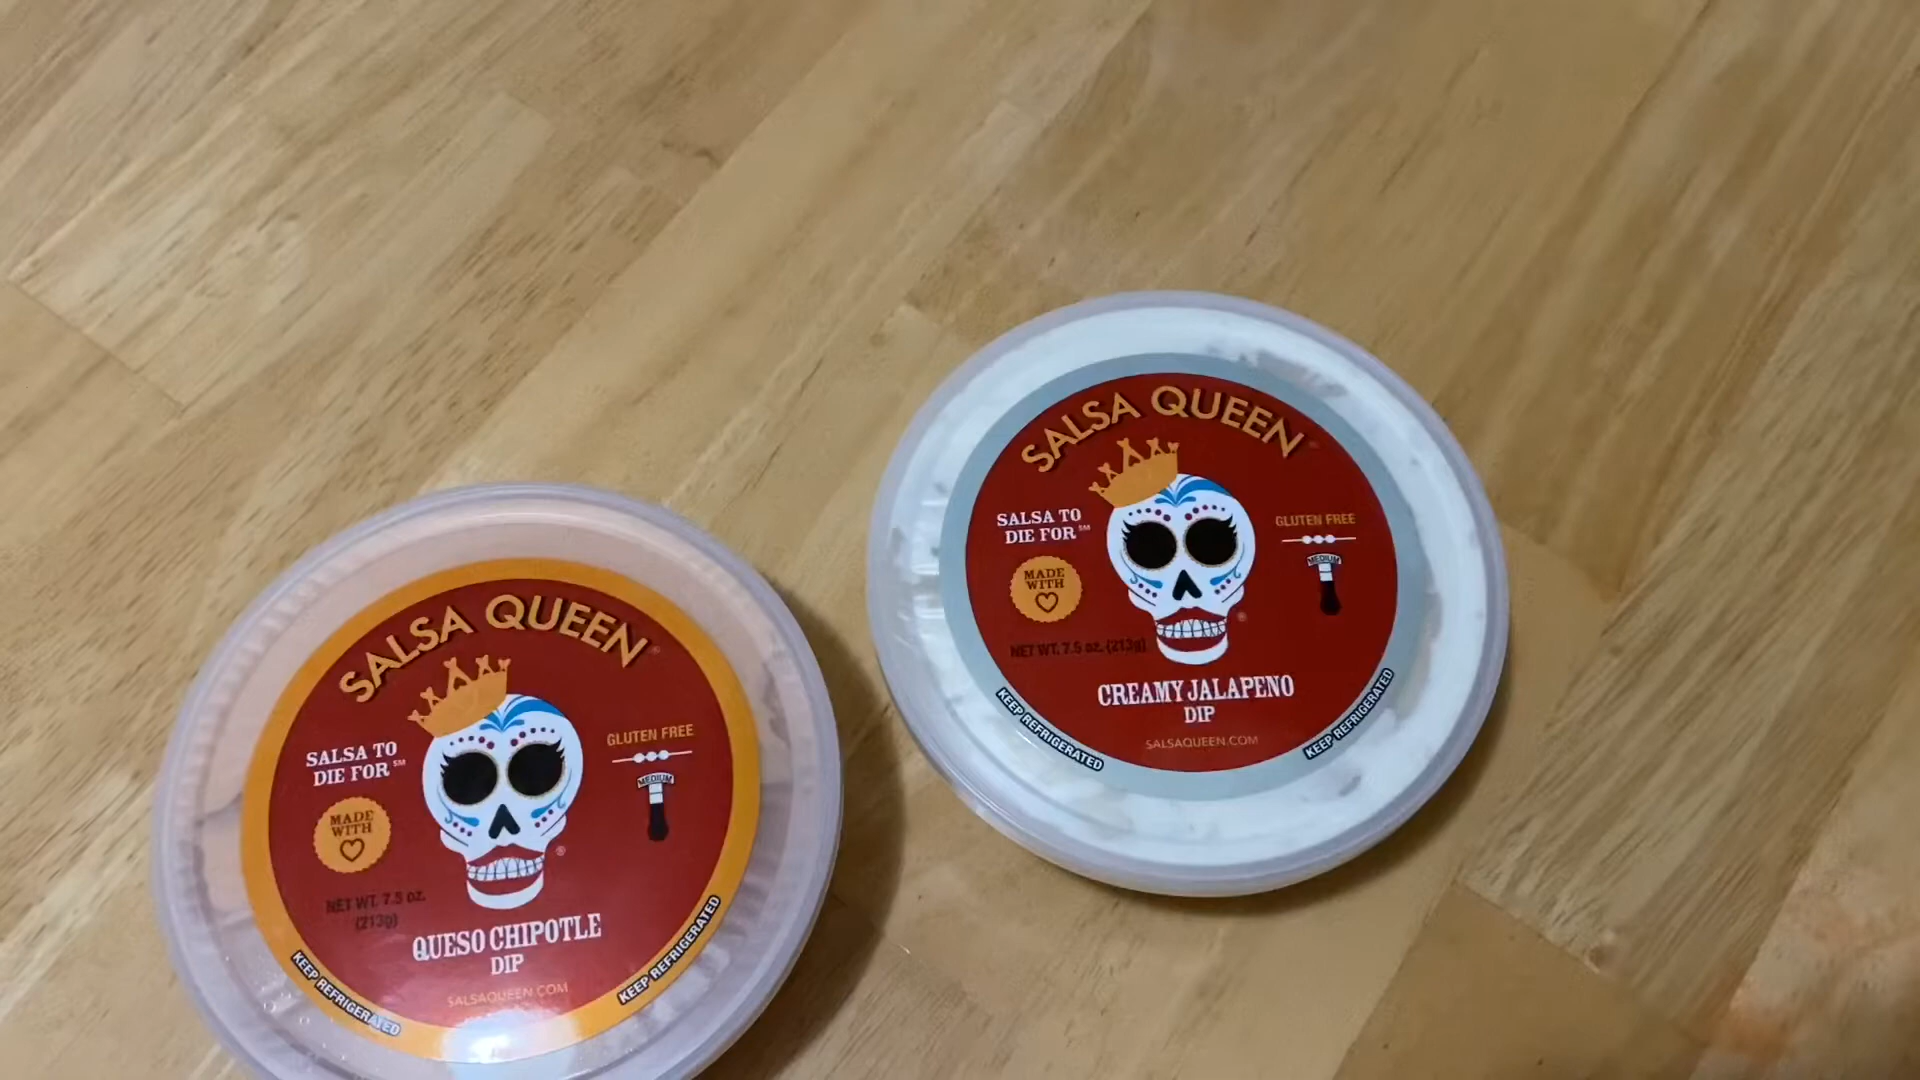 SALSA QUEEN
SALSA TO
DIE FOR℠
MADE
WITH
NET WT. 7.5 oz.
(213g)
GLUTEN FREE
MEDIUM
QUESO CHIPOTLE
DIP
SALSAQUEEN.COM
KEEP REFRIGERATED
KEEP REFRIGERATED
SALSA QUEEN
SALSA TO
DIE FOR℠
MADE
WITH
NET WT. 7.5 oz. (213g)
GLUTEN FREE
MEDIUM
CREAMY JALAPENO
DIP
SALSAQUEEN.COM
KEEP REFRIGERATED
KEEP REFRIGERATED